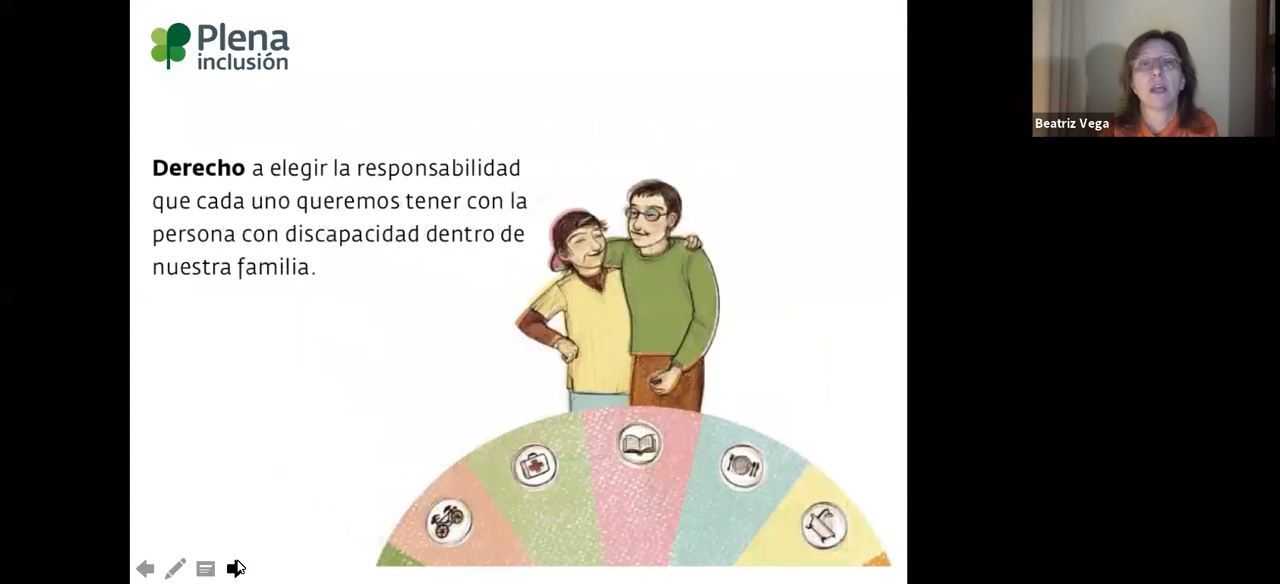 Plena
inclusión
Beatriz Vega
Derecho a elegir la responsabilidad
que cada uno queremos tener con la
persona con discapacidad dentro de
nuestra familia.